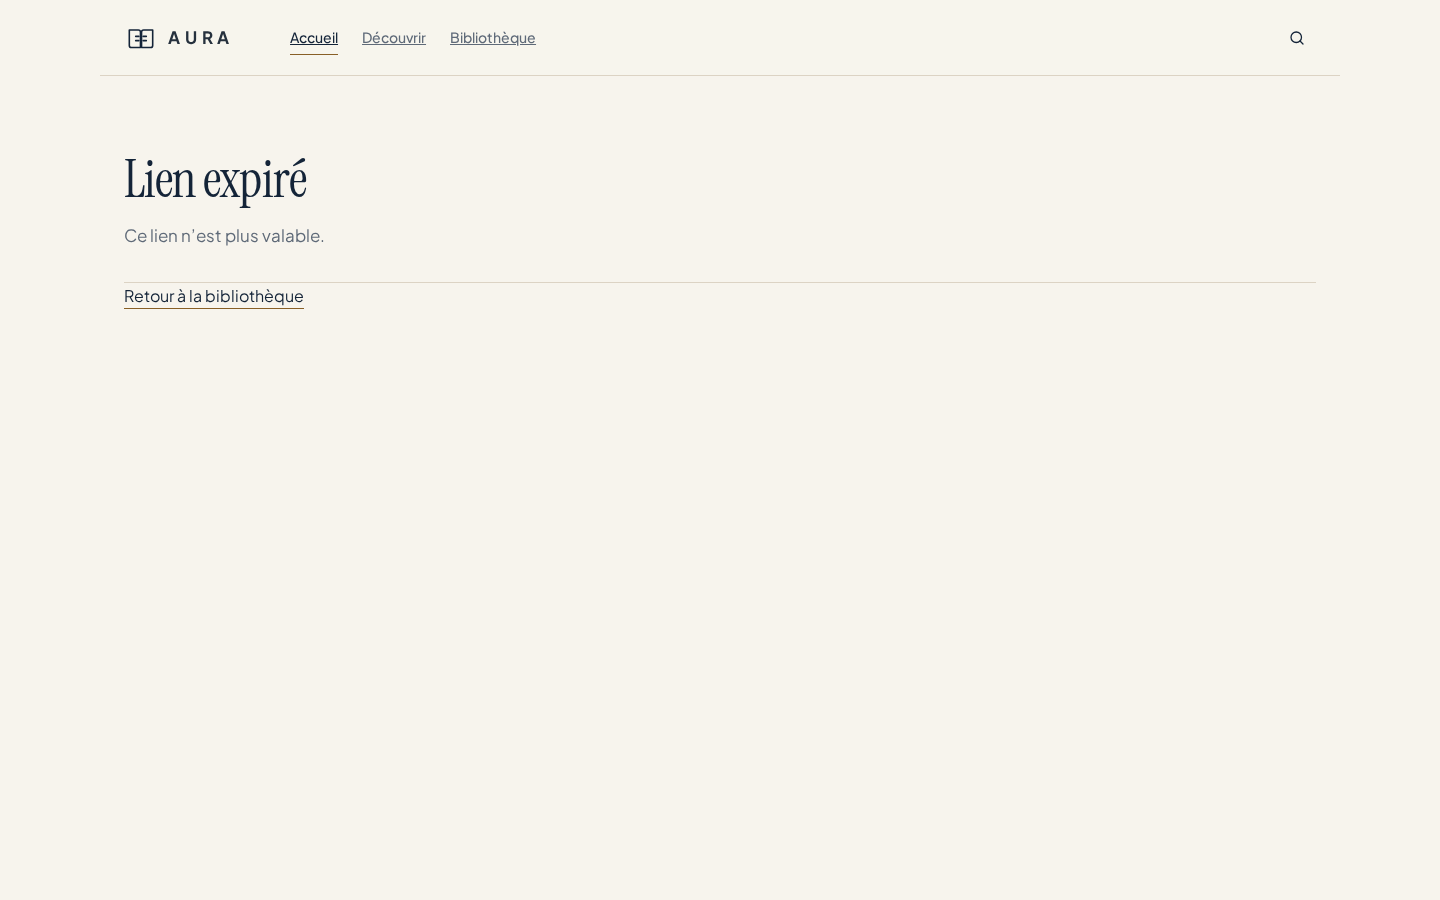 AURA
Accueil
Découvrir
Bibliothèque
Lien expiré
Ce lien n’est plus valable.
Retour à la bibliothèque